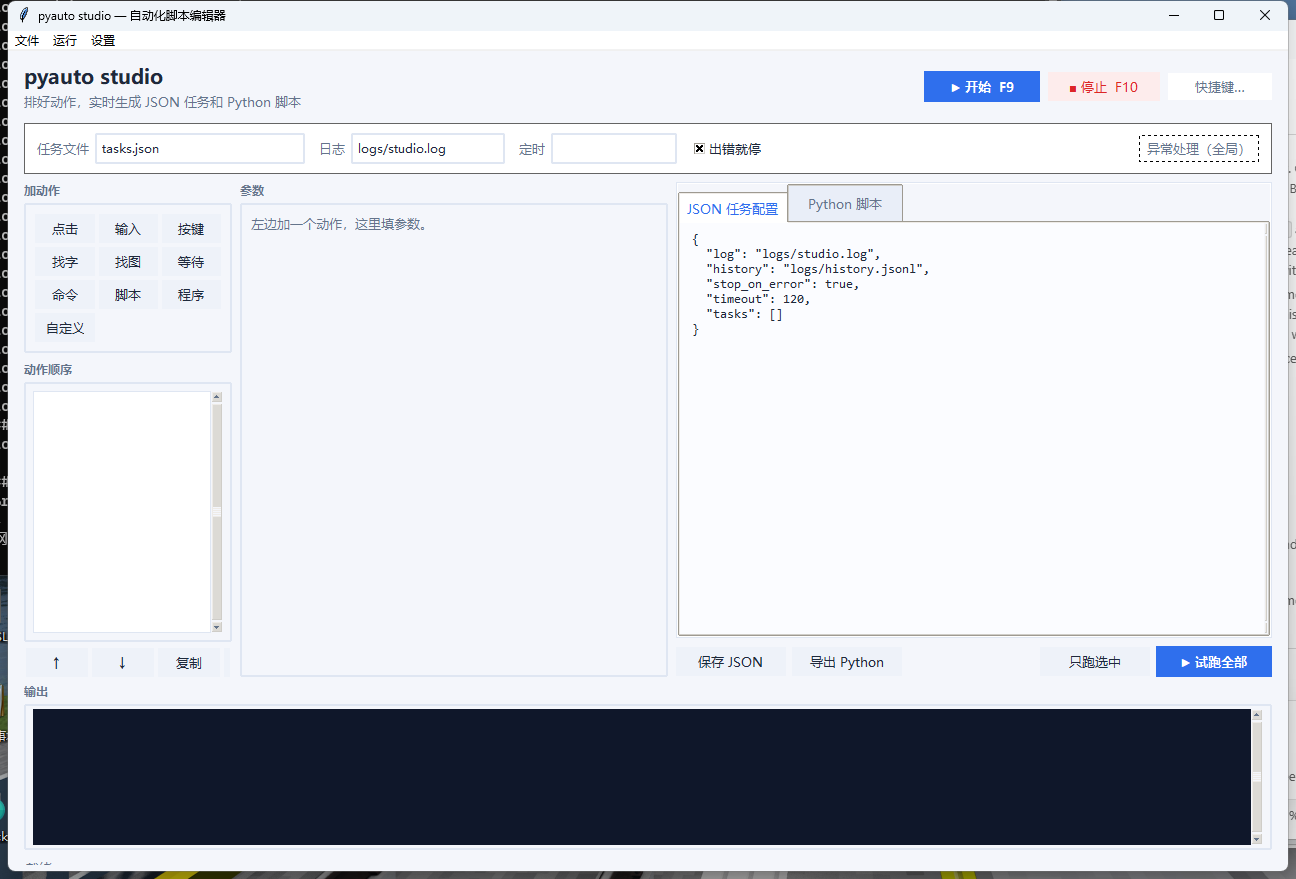 pyauto studio — 自动化脚本编辑器
文件 运行 设置
pyauto studio
排好动作，实时生成 JSON 任务和 Python 脚本
▶ 开始 F9
■ 停止 F10
快捷键...
任务文件 tasks.json 日志 logs/studio.log 定时 出错就停 异常处理（全局）
加动作
点击 输入 按键
找字 找图 等待
命令 脚本 程序
自定义
动作顺序
↑ ↓ 复制
参数
左边加一个动作，这里填参数。
JSON 任务配置 Python 脚本
{
"log": "logs/studio.log",
"history": "logs/history.jsonl",
"stop_on_error": true,
"timeout": 120,
"tasks": []
}
保存 JSON 导出 Python 只跑选中 ▶ 试跑全部
输出